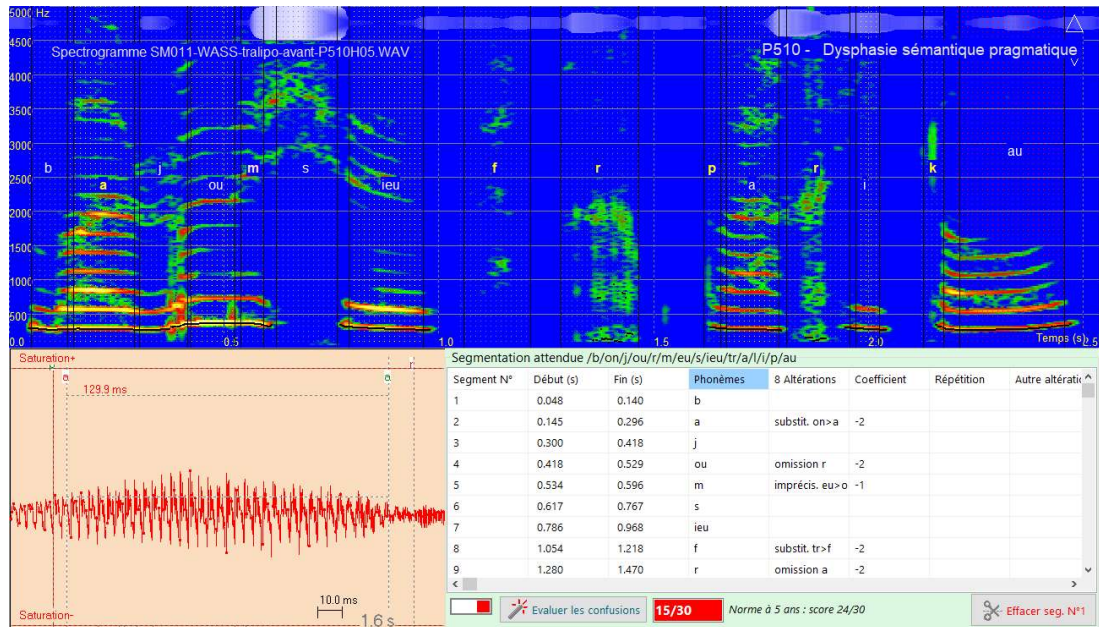 5000 Hz
Spectrogramme SM011-WASS-tralipo-avant-P510H05.WAV
P510 - Dysphasie sémantique pragmatique
4500
4000
3500
3000
2500
2000
1500
1000
500
0.0
b a j ou m s ieu f r p a r i k au
0.5 1.0 1.5 2.0 Temps (s) 2.5
Saturation+
129.9 ms
10.0 ms
1.6 s
Saturation-
Segmentation attendue /b/on/j/ou/r/m/eu/s/ieu/tr/a/l/i/p/au
Segment N° Début (s) Fin (s) Phonèmes 8 Altérations Coefficient Répétition Autre altératic
1 0.048 0.140 b
2 0.145 0.296 a substit. on>a -2
3 0.300 0.418 j
4 0.418 0.529 ou omission r -2
5 0.534 0.596 m imprécis. eu>o -1
6 0.617 0.767 s
7 0.786 0.968 ieu
8 1.054 1.218 f substit. tr>f -2
9 1.280 1.470 r omission a -2
Evaluer les confusions 15/30 Norme à 5 ans : score 24/30 Effacer seg. N°1